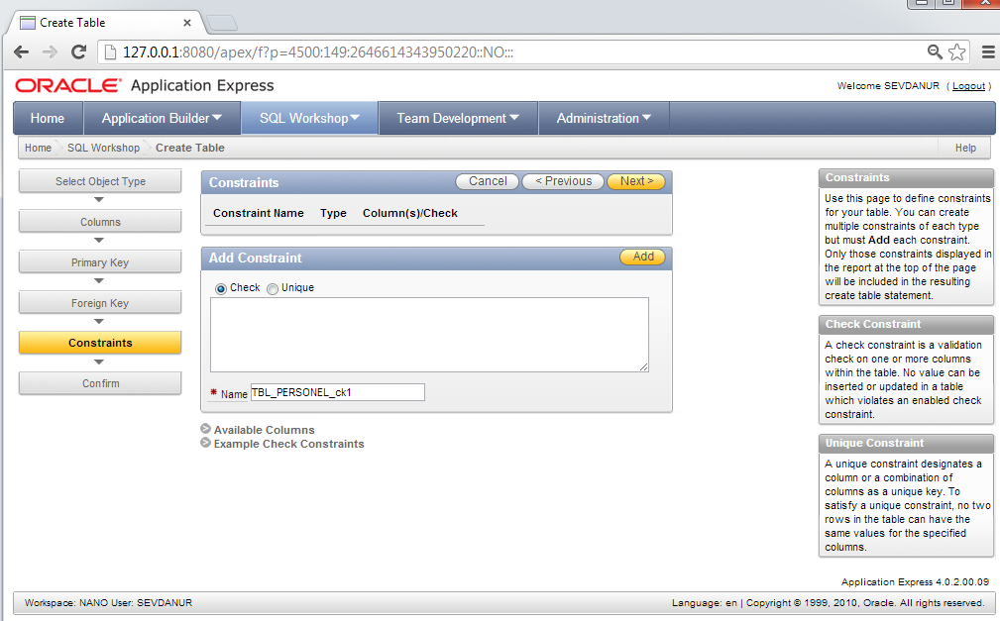 Create Table
127.0.0.1:8080/apex/f?p=4500:149:2646614343950220::NO:::
ORACLE Application Express
Welcome SEVDANUR ( Logout )
Home Application Builder SQL Workshop Team Development Administration
Home SQL Workshop Create Table Help
Select Object Type
Columns
Primary Key
Foreign Key
Constraints
Confirm
Constraints Cancel < Previous Next >
Constraint Name Type Column(s)/Check
Add Constraint Add
Check Unique
* Name TBL_PERSONEL_ck1
Available Columns
Example Check Constraints
Constraints
Use this page to define constraints
for your table. You can create
multiple constraints of each type
but must Add each constraint.
Only those constraints displayed in
the report at the top of the page
will be included in the resulting
create table statement.
Check Constraint
A check constraint is a validation
check on one or more columns
within the table. No value can be
inserted or updated in a table
which violates an enabled check
constraint.
Unique Constraint
A unique constraint designates a
column or a combination of
columns as a unique key. To
satisfy a unique constraint, no two
rows in the table can have the
same values for the specified
columns.
Application Express 4.0.2.00.09
Workspace: NANO User: SEVDANUR
Language: en | Copyright © 1999, 2010, Oracle. All rights reserved.